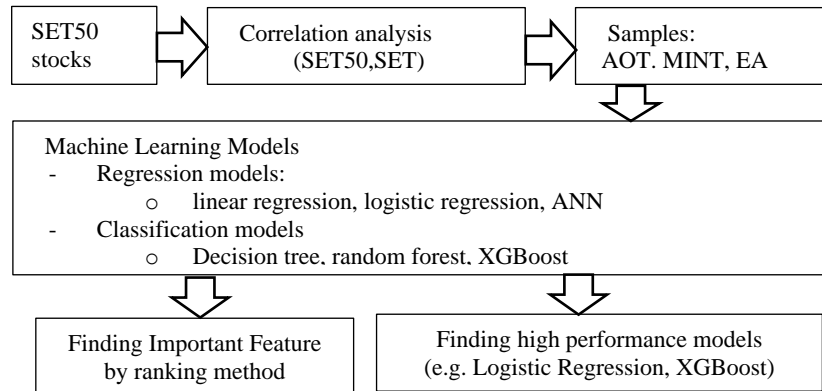 SET50
stocks
Correlation analysis
(SET50,SET)
Samples:
AOT. MINT, EA
Machine Learning Models
- Regression models:
o linear regression, logistic regression, ANN
- Classification models
o Decision tree, random forest, XGBoost
Finding Important Feature
by ranking method
Finding high performance models
(e.g. Logistic Regression, XGBoost)